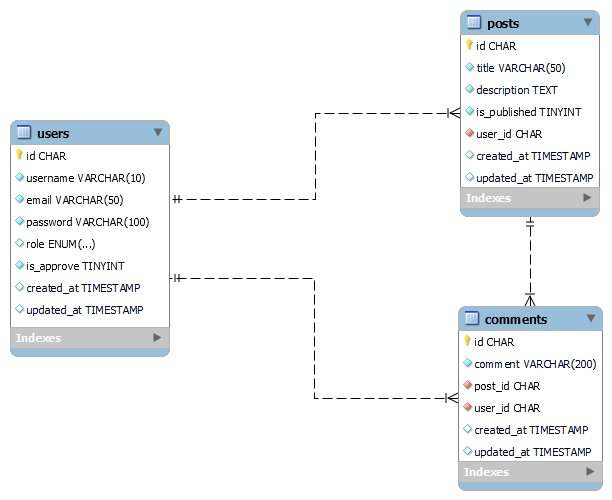 users
id CHAR
username VARCHAR(10)
email VARCHAR(50)
password VARCHAR(100)
role ENUM(...)
is_approve TINYINT
created_at TIMESTAMP
updated_at TIMESTAMP
Indexes
posts
id CHAR
title VARCHAR(50)
description TEXT
is_published TINYINT
user_id CHAR
created_at TIMESTAMP
updated_at TIMESTAMP
Indexes
comments
id CHAR
comment VARCHAR(200)
post_id CHAR
user_id CHAR
created_at TIMESTAMP
updated_at TIMESTAMP
Indexes